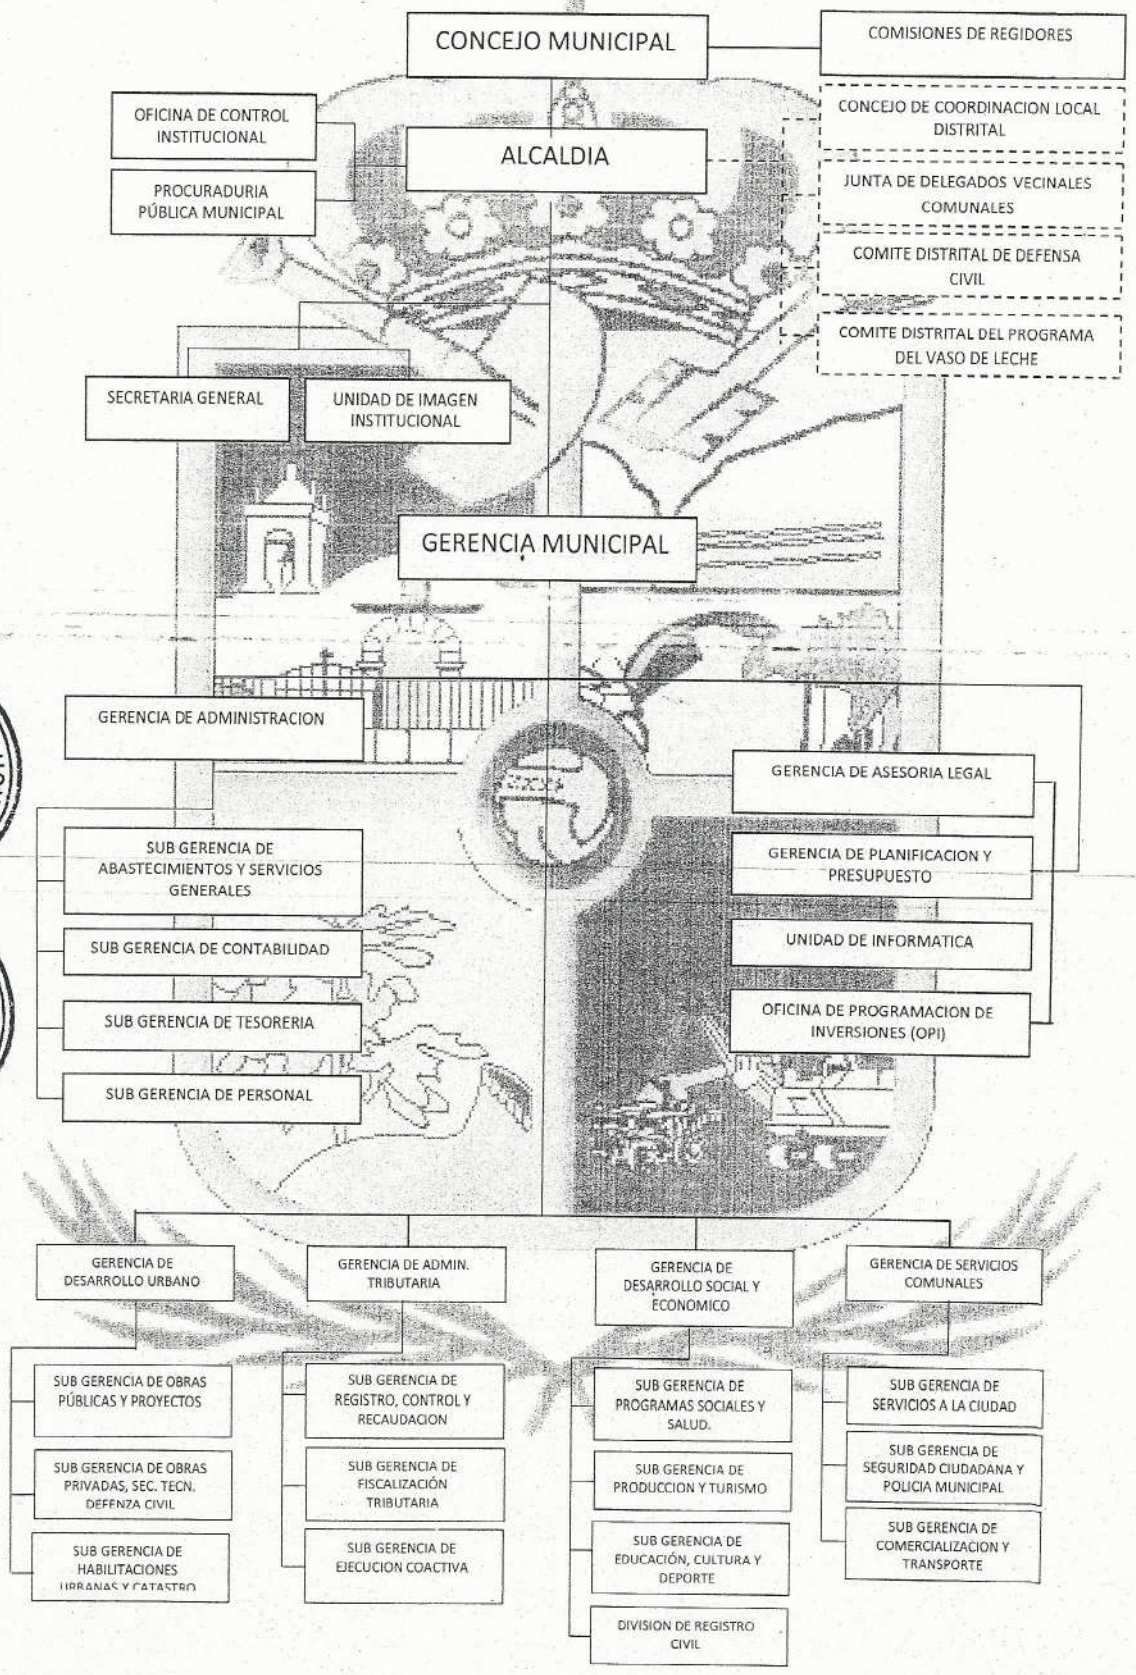 CONCEJO MUNICIPAL
COMISIONES DE REGIDORES
OFICINA DE CONTROL
INSTITUCIONAL
PROCURADURIA
PÚBLICA MUNICIPAL
ALCALDIA
CONCEJO DE COORDINACION LOCAL
DISTRITAL
JUNTA DE DELEGADOS VECINALES
COMUNALES
COMITE DISTRITAL DE DEFENSA
CIVIL
COMITE DISTRITAL DEL PROGRAMA
DEL VASO DE LECHE
SECRETARIA GENERAL
UNIDAD DE IMAGEN
INSTITUCIONAL
GERENCIA MUNICIPAL
GERENCIA DE ADMINISTRACION
SUB GERENCIA DE
ABASTECIMIENTOS Y SERVICIOS
GENERALES
SUB GERENCIA DE CONTABILIDAD
SUB GERENCIA DE TESORERIA
SUB GERENCIA DE PERSONAL
GERENCIA DE ASESORIA LEGAL
GERENCIA DE PLANIFICACION Y
PRESUPUESTO
UNIDAD DE INFORMATICA
OFICINA DE PROGRAMACION DE
INVERSIONES (OPI)
GERENCIA DE
DESARROLLO URBANO
SUB GERENCIA DE OBRAS
PÚBLICAS Y PROYECTOS
SUB GERENCIA DE OBRAS
PRIVADAS, SEC. TECN.
DEFENZA CIVIL
SUB GERENCIA DE
HABILITACIONES
URBANAS Y CATASTRO
GERENCIA DE ADMIN.
TRIBUTARIA
SUB GERENCIA DE
REGISTRO, CONTROL Y
RECAUDACION
SUB GERENCIA DE
FISCALIZACIÓN
TRIBUTARIA
SUB GERENCIA DE
EJECUCION COACTIVA
GERENCIA DE
DESARROLLO SOCIAL Y
ECONOMICO
SUB GERENCIA DE
PROGRAMAS SOCIALES Y
SALUD.
SUB GERENCIA DE
PRODUCCION Y TURISMO
SUB GERENCIA DE
EDUCACIÓN, CULTURA Y
DEPORTE
DIVISION DE REGISTRO
CIVIL
GERENCIA DE SERVICIOS
COMUNALES
SUB GERENCIA DE
SERVICIOS A LA CIUDAD
SUB GERENCIA DE
SEGURIDAD CIUDADANA Y
POLICIA MUNICIPAL
SUB GERENCIA DE
COMERCIALIZACION Y
TRANSPORTE